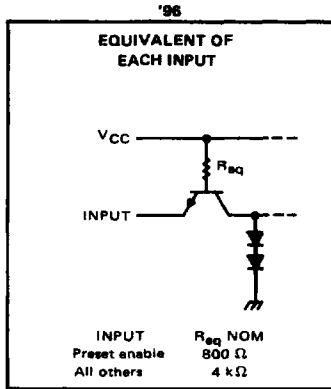 '96
EQUIVALENT OF
EACH INPUT
VCC
Req
INPUT
INPUT Req NOM
Preset enable 800 Ω
All others 4 kΩ